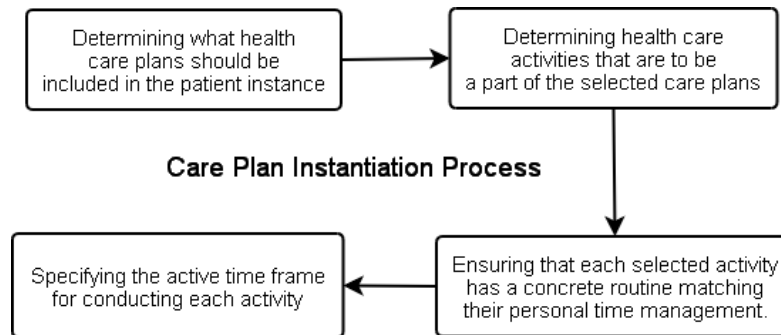 Determining what health
care plans should be
included in the patient instance
Determining health care
activities that are to be
a part of the selected care plans
Care Plan Instantiation Process
Ensuring that each selected activity
has a concrete routine matching
their personal time management.
Specifying the active time frame
for conducting each activity